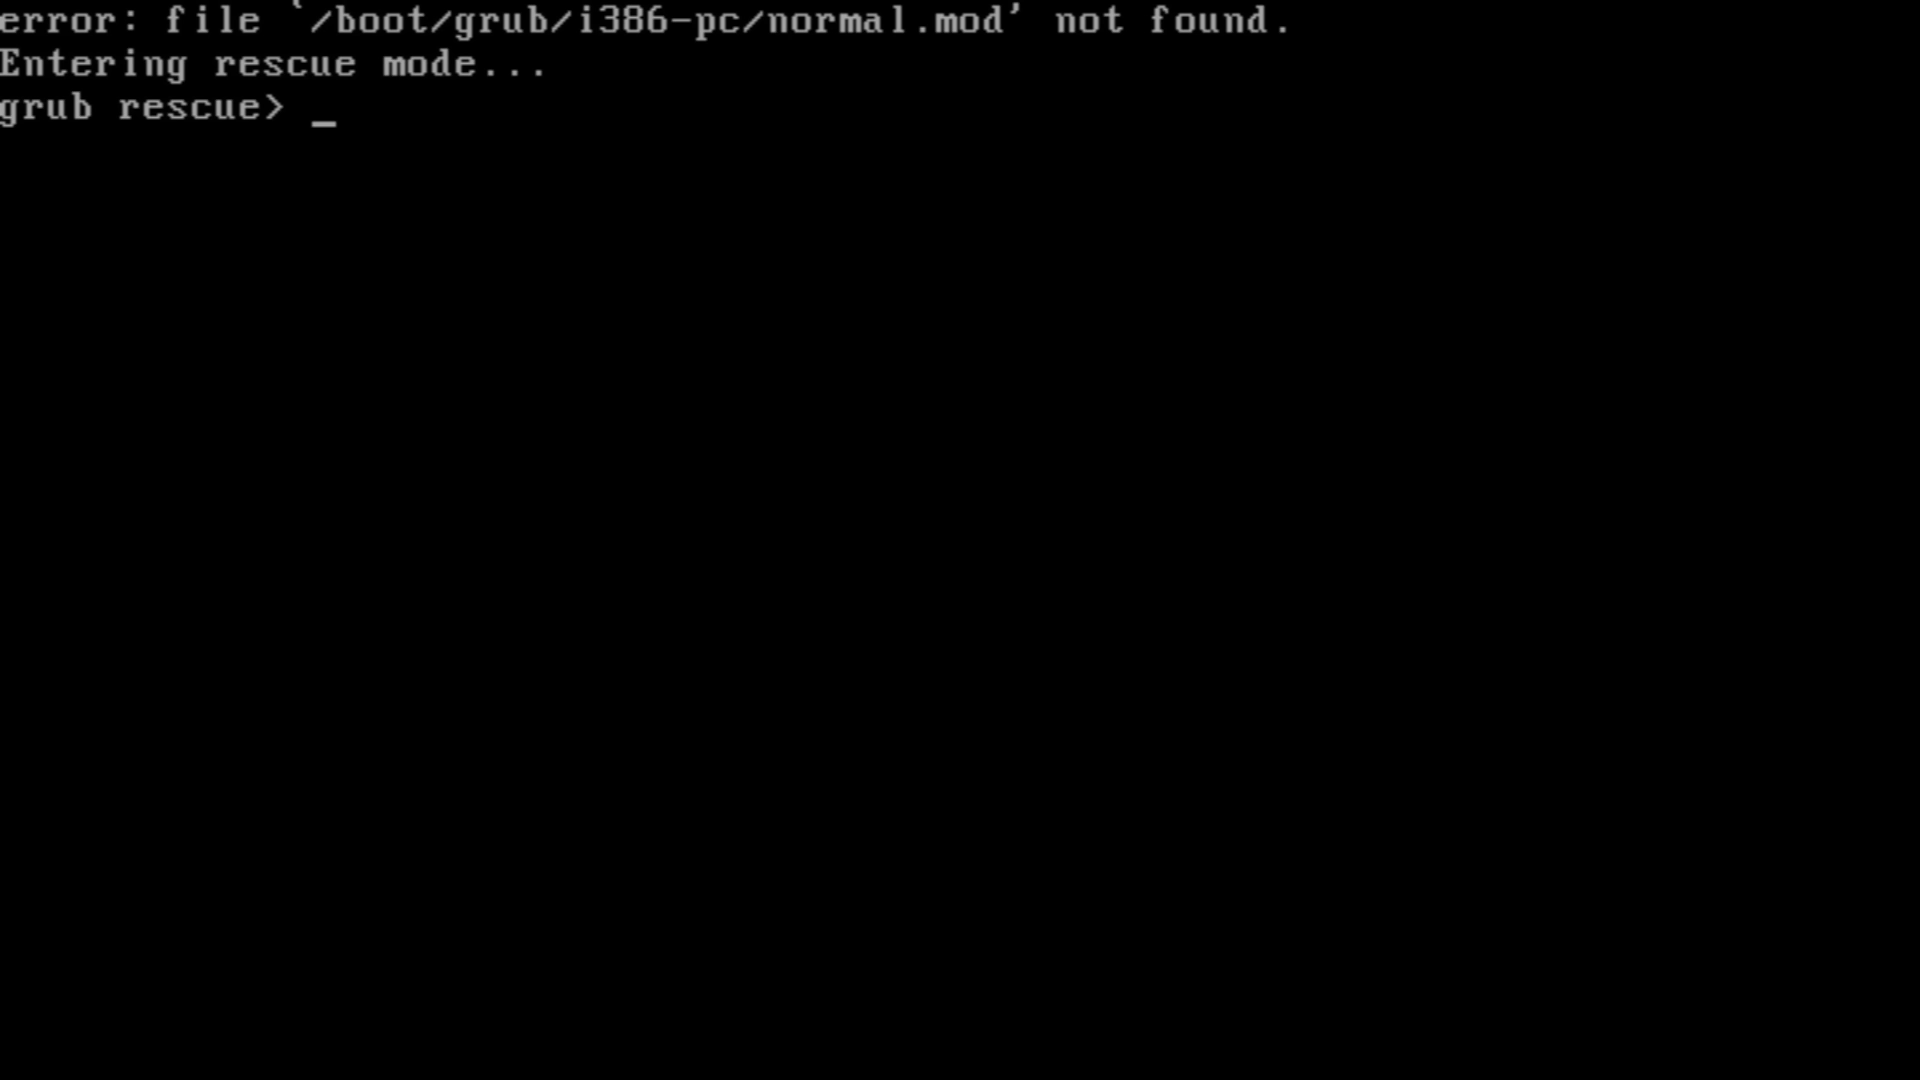 error: file `/boot/grub/i386-pc/normal.mod' not found.
Entering rescue mode...
grub rescue> _